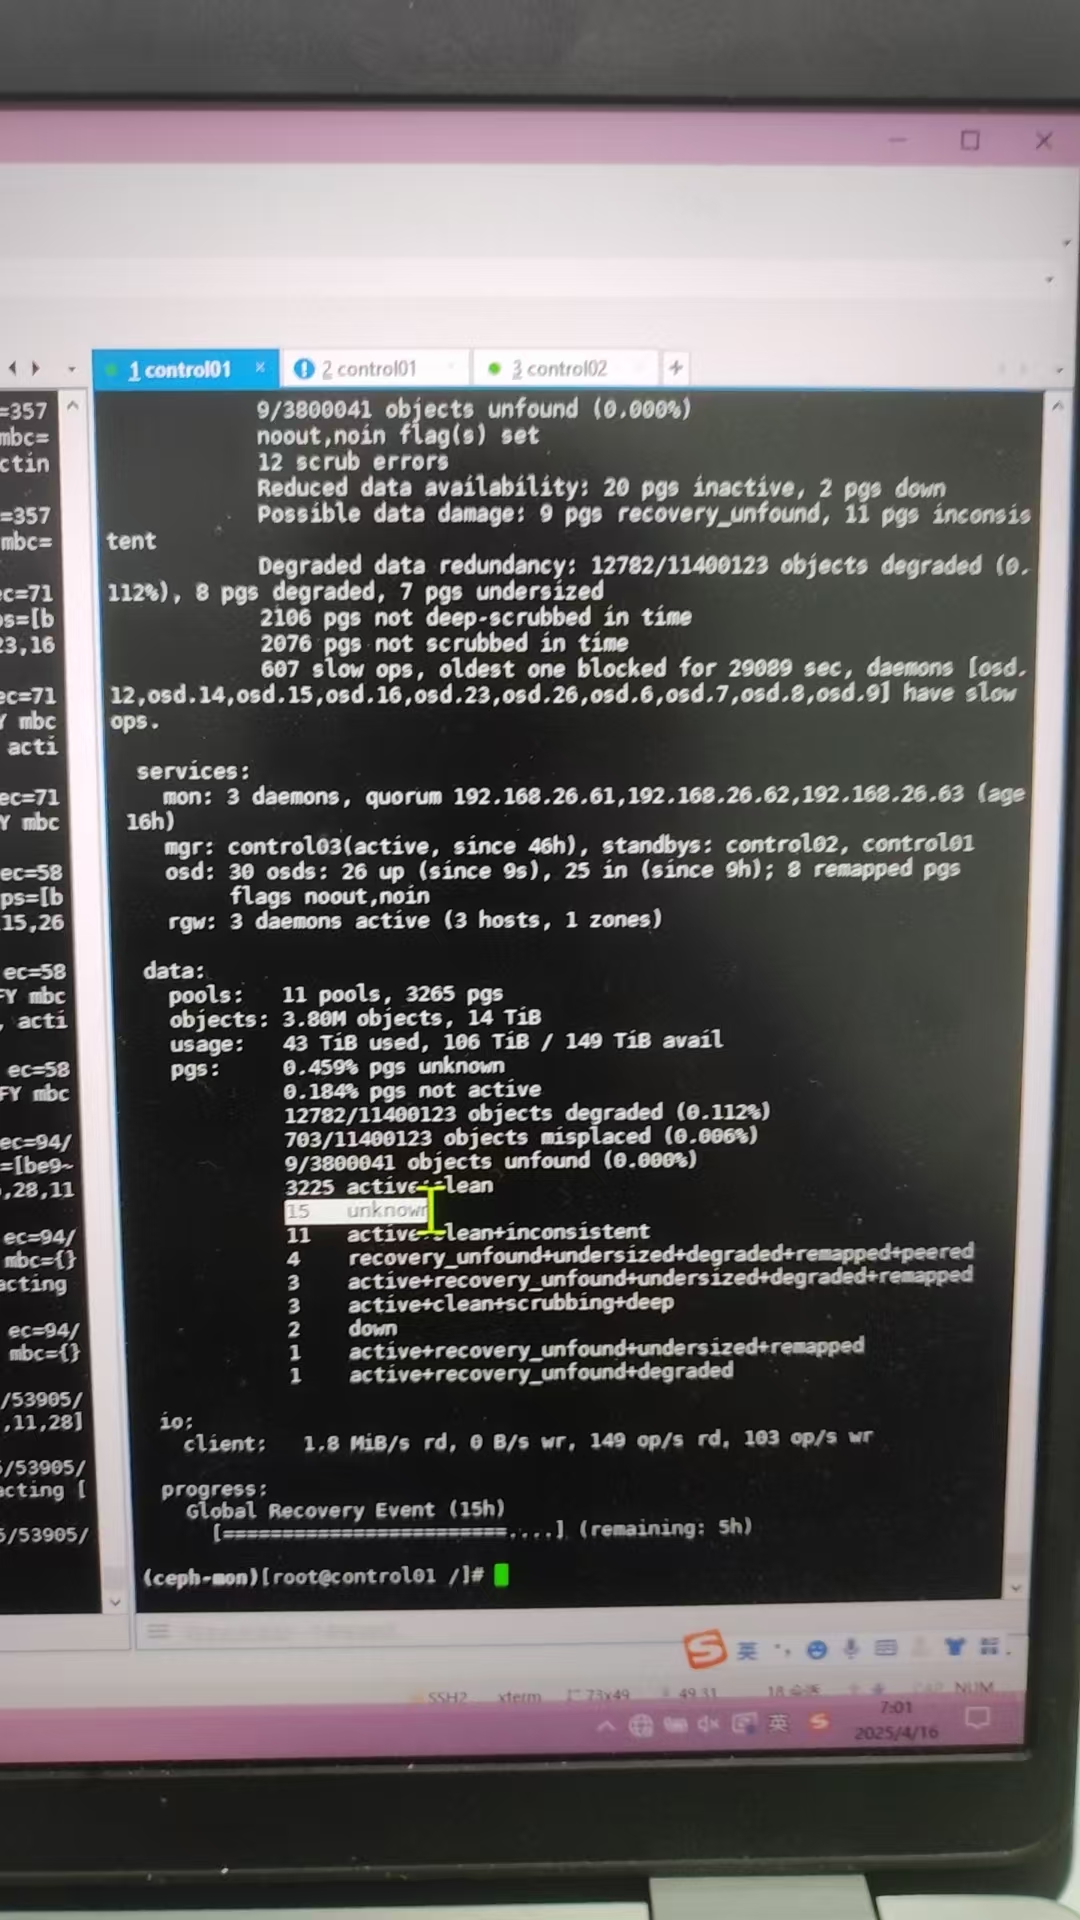 1 control01
2 control01
3 control02
=357
mbc=
ctin
=357
mbc=
ec=71
os=[b
23,16
ec=71
Y mbc
acti
ec=71
Y mbc
ec=58
ps=[b
15,26
ec=58
FY mbc
, acti
ec=58
FY mbc
ec=94/
=[be9~
,28,11
ec=94/
mbc={}
acting
ec=94/
mbc={}
/53905/
,11,28]
5/53905/
acting [
5/53905/
9/3800041 objects unfound (0.000%)
noout,noin flag(s) set
12 scrub errors
Reduced data availability: 20 pgs inactive, 2 pgs down
Possible data damage: 9 pgs recovery_unfound, 11 pgs inconsis
tent
Degraded data redundancy: 12782/11400123 objects degraded (0.
112%), 8 pgs degraded, 7 pgs undersized
2106 pgs not deep-scrubbed in time
2076 pgs not scrubbed in time
607 slow ops, oldest one blocked for 29089 sec, daemons [osd.
12,osd.14,osd.15,osd.16,osd.23,osd.26,osd.6,osd.7,osd.8,osd.9] have slow
ops.
services:
mon: 3 daemons, quorum 192.168.26.61,192.168.26.62,192.168.26.63 (age
16h)
mgr: control03(active, since 46h), standbys: control02, control01
osd: 30 osds: 26 up (since 9s), 25 in (since 9h); 8 remapped pgs
flags noout,noin
rgw: 3 daemons active (3 hosts, 1 zones)
data:
pools: 11 pools, 3265 pgs
objects: 3.80M objects, 14 TiB
usage: 43 TiB used, 106 TiB / 149 TiB avail
pgs: 0.459% pgs unknown
0.184% pgs not active
12782/11400123 objects degraded (0.112%)
703/11400123 objects misplaced (0.006%)
9/3800041 objects unfound (0.000%)
3225 active+clean
15 unknown
11 active+clean+inconsistent
4 recovery_unfound+undersized+degraded+remapped+peered
3 active+recovery_unfound+undersized+degraded+remapped
3 active+clean+scrubbing+deep
2 down
1 active+recovery_unfound+undersized+remapped
1 active+recovery_unfound+degraded
io:
client: 1.8 MiB/s rd, 0 B/s wr, 149 op/s rd, 103 op/s wr
progress:
Global Recovery Event (15h)
[========================....] (remaining: 5h)
(ceph-mon)[root@control01 /]#
英
SSH2 xterm 73x49 49,31 CAP NUM
英
7:01
2025/4/16